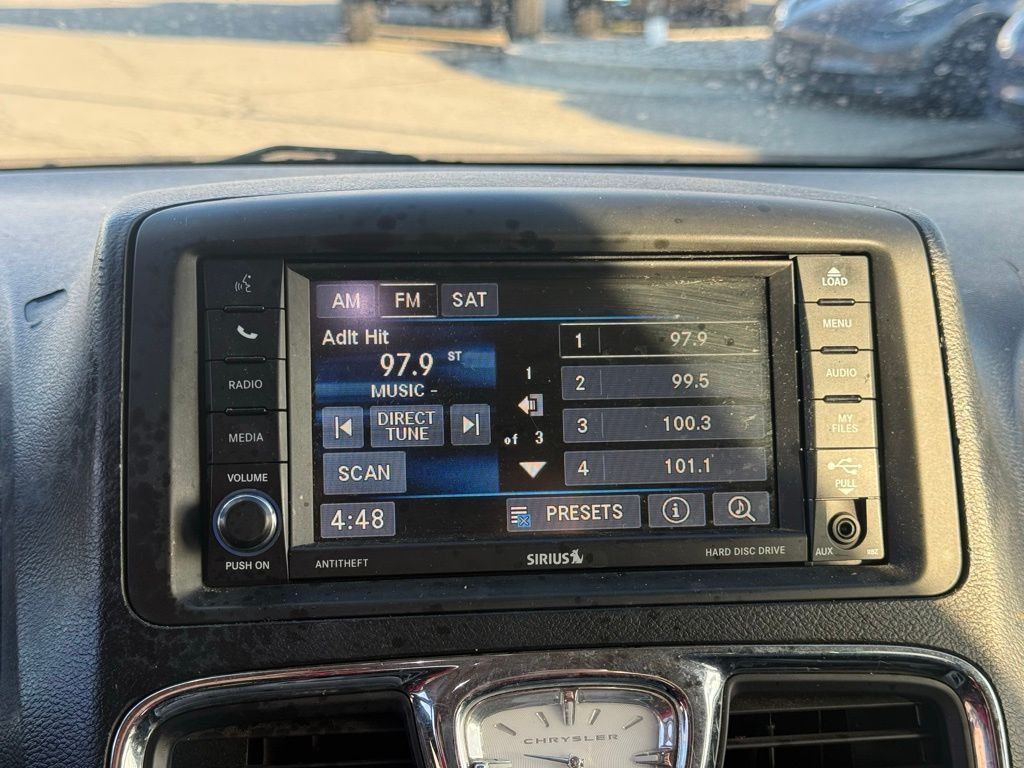 AM FM SAT
LOAD
Adlt Hit
97.9 ST
MUSIC -
1 97.9
MENU
1
2 99.5
RADIO
AUDIO
DIRECT
TUNE
of 3
3 100.3
MY
FILES
MEDIA
SCAN
4 101.1
VOLUME
PULL
4:48
PRESETS
i
PUSH ON
ANTITHEFT
SIRIUS
HARD DISC DRIVE
AUX RBZ
CHRYSLER